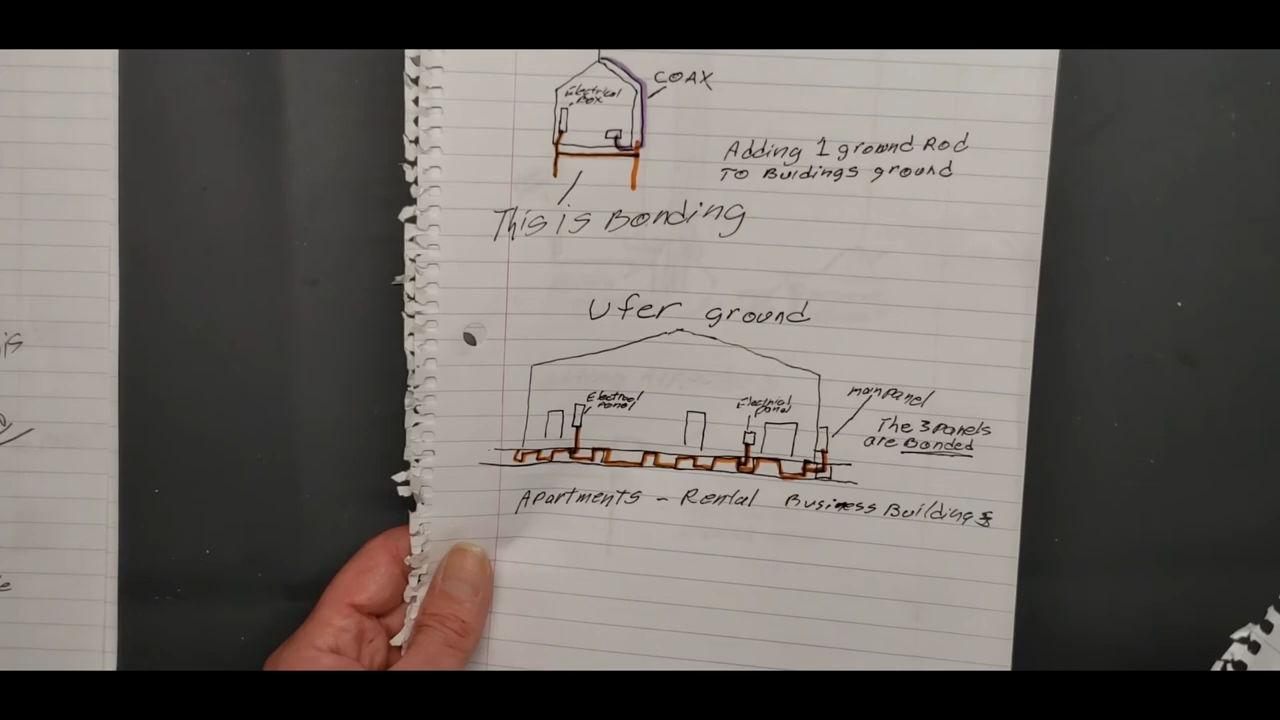 COAX
Electrical
Box
Adding 1 ground Rod
To Buildings ground
This is Bonding
Ufer ground
Electrical
panel
Electrical
panel
main panel
The 3 panels
are Bonded
Apartments - Rental Business Buildings
is